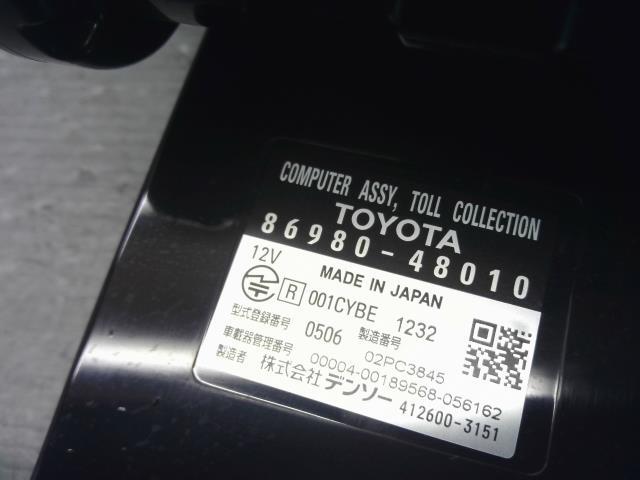 COMPUTER ASSY, TOLL COLLECTION
TOYOTA
86980-48010
12V MADE IN JAPAN
R 001CYBE 1232
型式登録番号 0506 製造番号 02PC3845
車載器管理番号 00004-00189568-056162
製造者 株式会社 デンソー 412600-3151